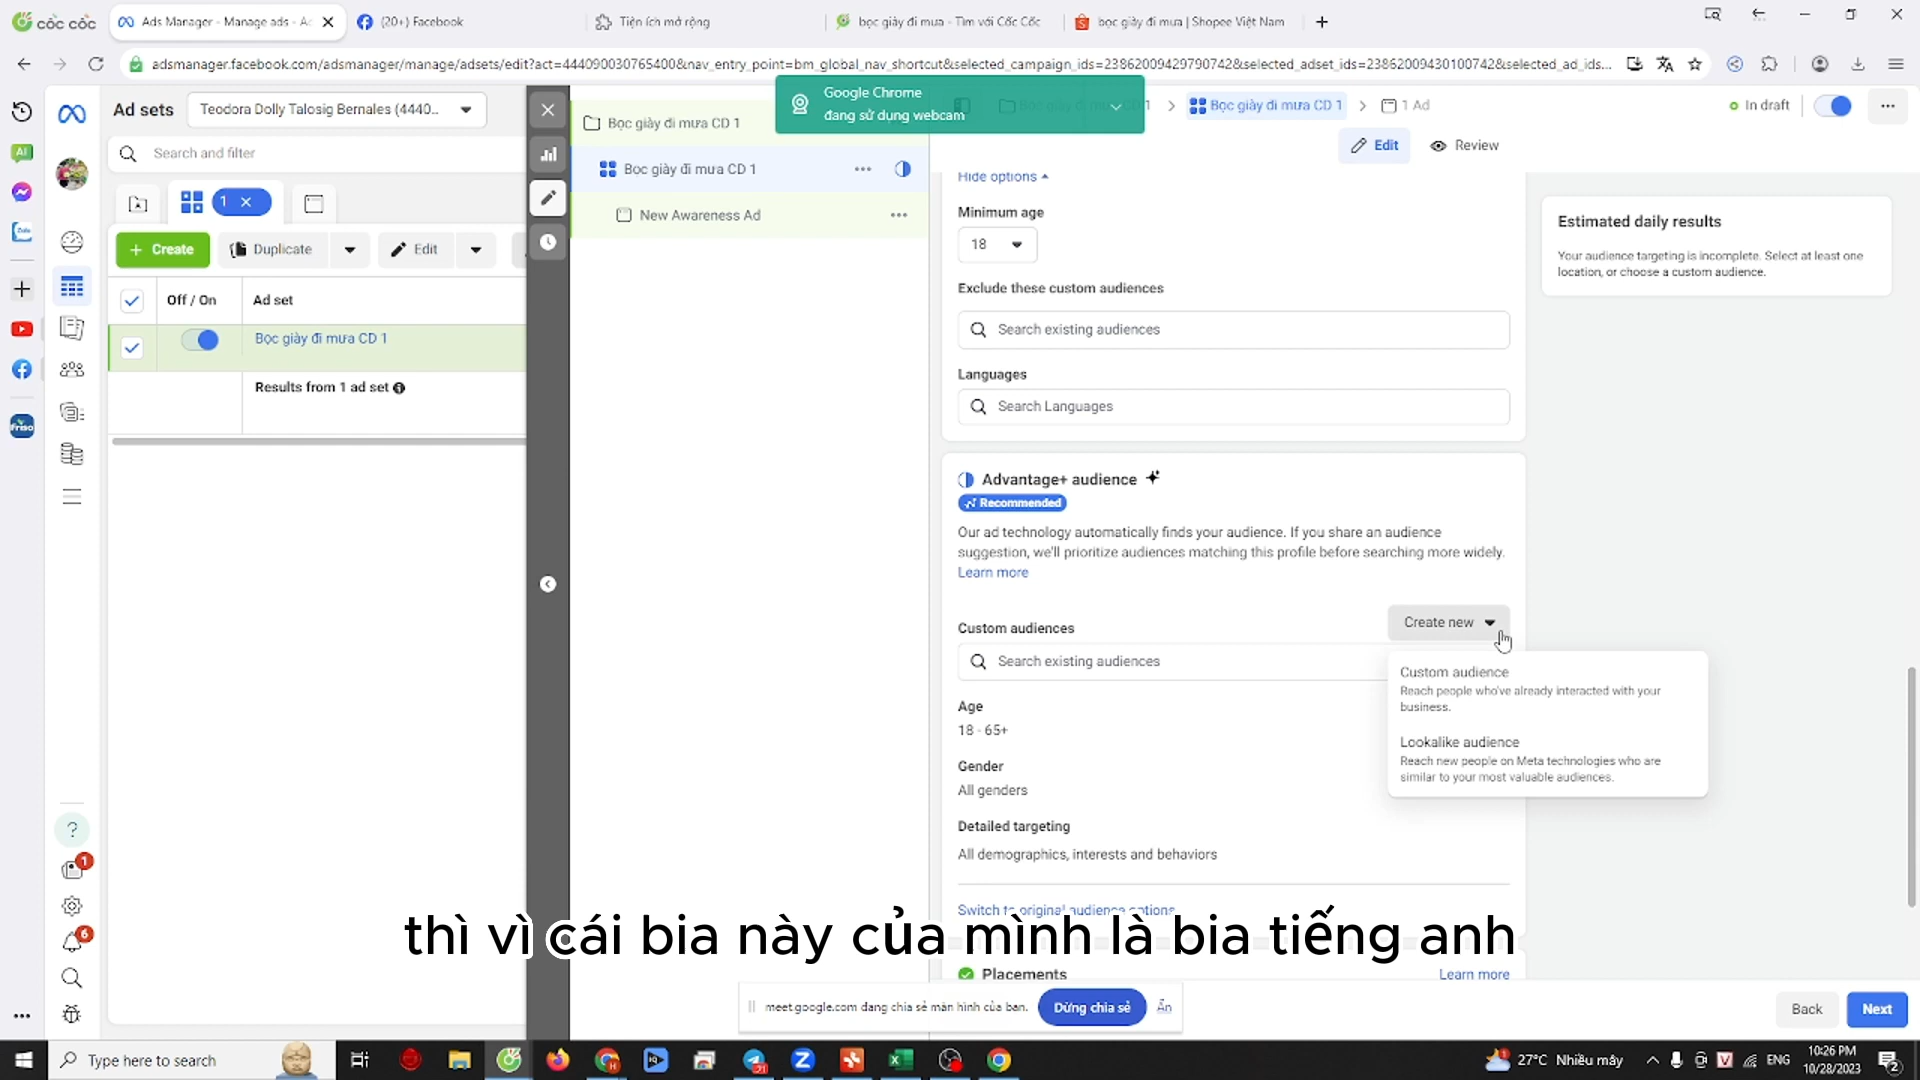 cốc cốc
Ads Manager - Manage ads - Ac
(20+) Facebook
Tiện ích mở rộng
bọc giày đi mưa - Tìm với Cốc Cốc
bọc giày đi mưa | Shopee Việt Nam
adsmanager.facebook.com/adsmanager/manage/adsets/edit?act=444090030765400&nav_entry_point=bm_global_nav_shortcut&selected_campaign_ids=23862009429790742&selected_adset_ids=23862009430100742&selected_ad_ids...
Google Chrome
đang sử dụng webcam
Ad sets
Teodora Dolly Talosig Bernales (4440...
Search and filter
1
Create
Duplicate
Edit
Off / On
Ad set
Bọc giày đi mưa CD 1
Results from 1 ad set
Bọc giày đi mưa CD 1
Bọc giày đi mưa CD 1
New Awareness Ad
Bọc giày đi mưa CD 1
1 Ad
In draft
Edit
Review
Hide options
Minimum age
18
Exclude these custom audiences
Search existing audiences
Languages
Search Languages
Advantage+ audience
Recommended
Our ad technology automatically finds your audience. If you share an audience
suggestion, we'll prioritize audiences matching this profile before searching more widely.
Learn more
Custom audiences
Create new
Search existing audiences
Custom audience
Reach people who've already interacted with your
business.
Lookalike audience
Reach new people on Meta technologies who are
similar to your most valuable audiences.
Age
18 - 65+
Gender
All genders
Detailed targeting
All demographics, interests and behaviors
Switch to original audience options
Placements
Learn more
Estimated daily results
Your audience targeting is incomplete. Select at least one
location, or choose a custom audience.
thì vì cái bia này của mình là bia tiếng anh
meet.google.com đang chia sẻ màn hình của bạn.
Dừng chia sẻ
Ẩn
Back
Next
AI
Zalo
Friso
1
6
Type here to search
27°C Nhiều mây
ENG
10:26 PM
10/28/2023
2